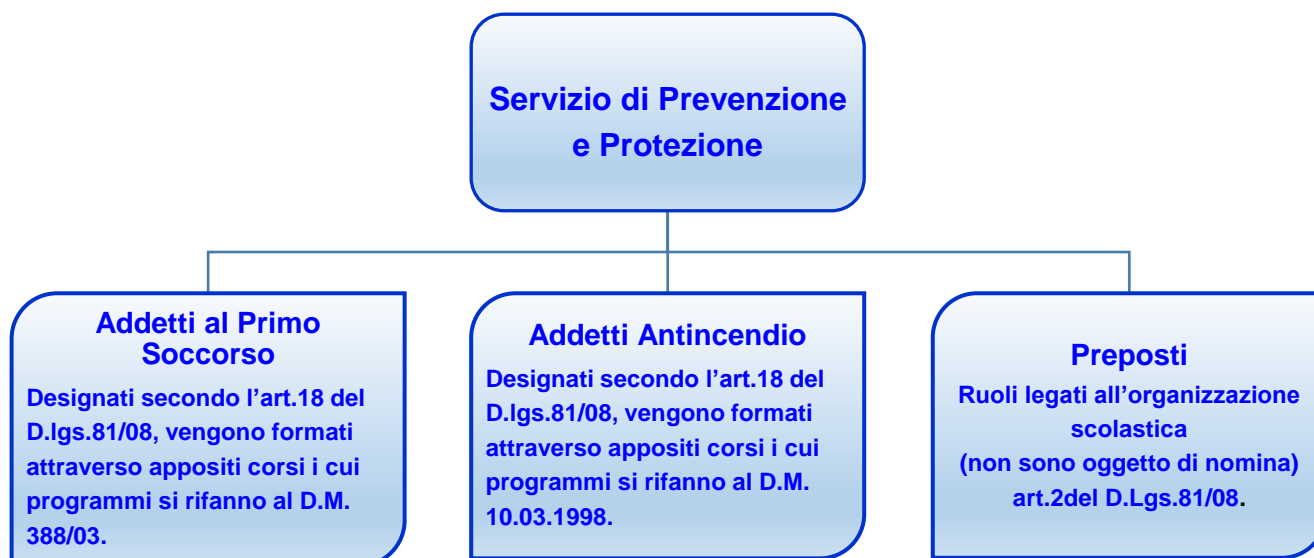 Servizio di Prevenzione
e Protezione
Addetti al Primo
Soccorso
Designati secondo l’art.18 del
D.lgs.81/08, vengono formati
attraverso appositi corsi i cui
programmi si rifanno al D.M.
388/03.
Addetti Antincendio
Designati secondo l’art.18 del
D.lgs.81/08, vengono formati
attraverso appositi corsi i cui
programmi si rifanno al D.M.
10.03.1998.
Preposti
Ruoli legati all’organizzazione
scolastica
(non sono oggetto di nomina)
art.2del D.Lgs.81/08.